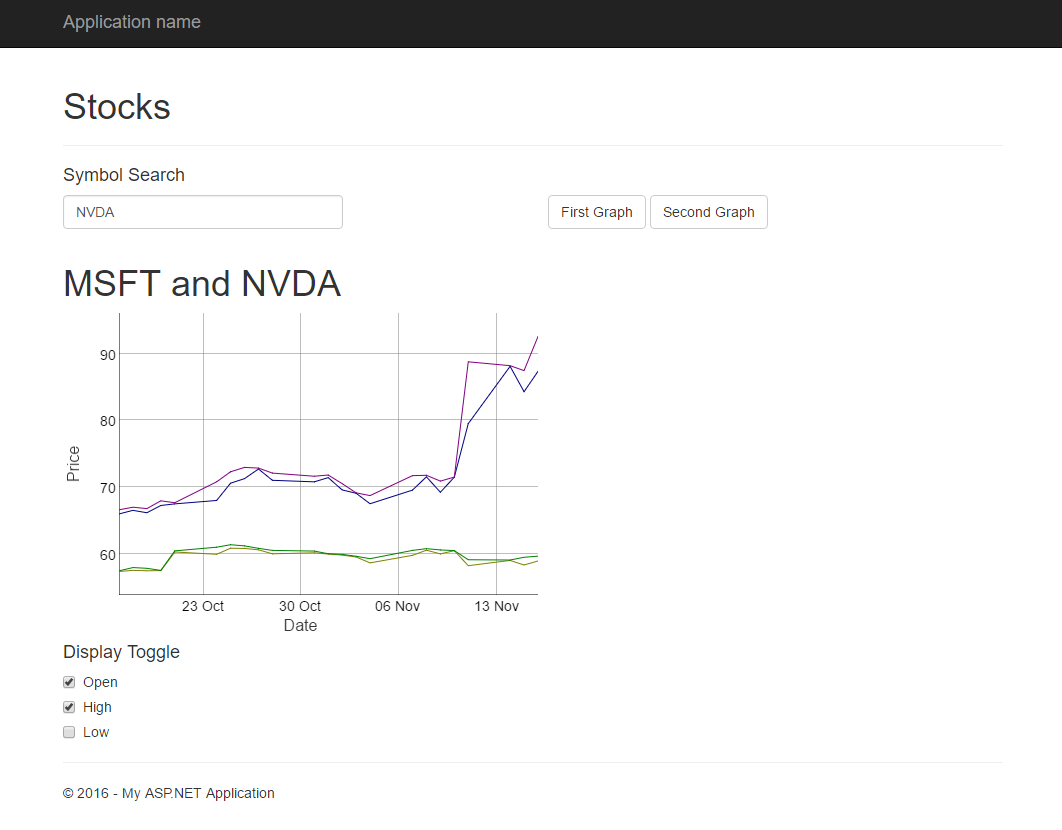 Application name
Stocks
Symbol Search
NVDA
First Graph Second Graph
MSFT and NVDA
90
80
70
60
Price
23 Oct 30 Oct 06 Nov 13 Nov
Date
Display Toggle
Open
High
Low
© 2016 - My ASP.NET Application